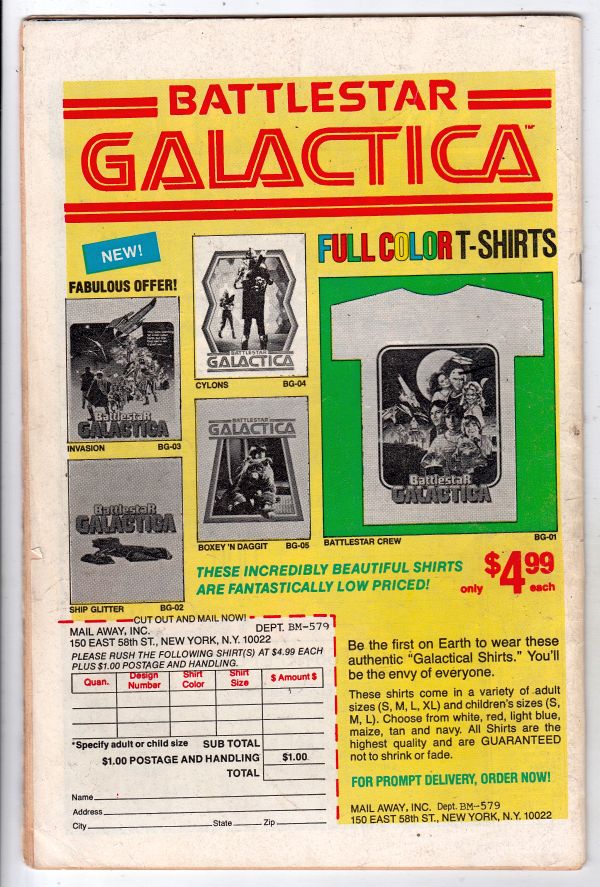 BATTLESTAR
GALACTICA™
NEW!
FULL COLOR T-SHIRTS
FABULOUS OFFER!
BATTLESTAR
GALACTICA
CYLONS BG-04
Battlestar
GALACTICA
INVASION BG-03
BATTLESTAR
GALACTICA
BOXEY 'N DAGGIT BG-05
Battlestar
GALACTICA
BATTLESTAR CREW BG-01
Battlestar
GALACTICA
SHIP GLITTER BG-02
THESE INCREDIBLY BEAUTIFUL SHIRTS
ARE FANTASTICALLY LOW PRICED!
only $4.99 each
CUT OUT AND MAIL NOW!
MAIL AWAY, INC. DEPT. BM-579
150 EAST 58th ST., NEW YORK, N.Y. 10022
PLEASE RUSH THE FOLLOWING SHIRT(S) AT $4.99 EACH
PLUS $1.00 POSTAGE AND HANDLING.
Quan. Design Number Shirt Color Shirt Size $ Amount $
*Specify adult or child size SUB TOTAL
$1.00 POSTAGE AND HANDLING $1.00
TOTAL
Name
Address
City State Zip
Be the first on Earth to wear these
authentic "Galactical Shirts." You'll
be the envy of everyone.
These shirts come in a variety of adult
sizes (S, M, L, XL) and children's sizes (S,
M, L). Choose from white, red, light blue,
maize, tan and navy. All Shirts are the
highest quality and are GUARANTEED
not to shrink or fade.
FOR PROMPT DELIVERY, ORDER NOW!
MAIL AWAY, INC. Dept. BM-579
150 EAST 58th ST., NEW YORK, N.Y. 10022